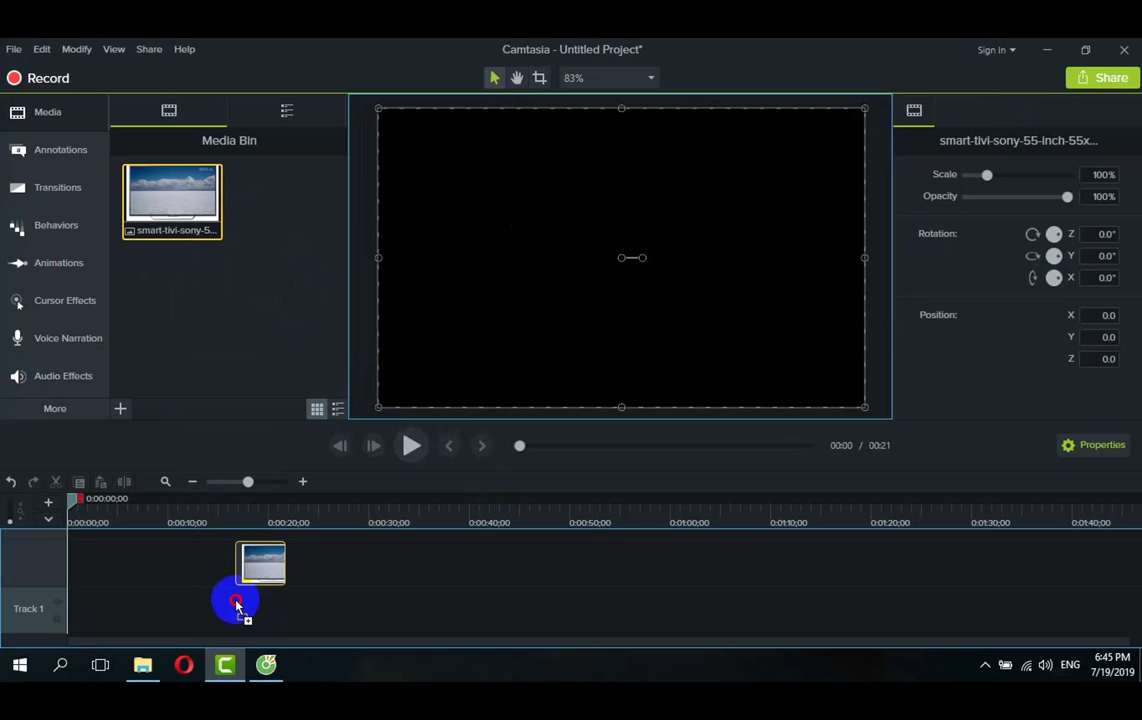 File Edit Modify View Share Help
Camtasia - Untitled Project*
Sign In
Record
83%
Share
Media
Annotations
Transitions
Behaviors
Animations
Cursor Effects
Voice Narration
Audio Effects
More
Media Bin
smart-tivi-sony-5...
smart-tivi-sony-55-inch-55x...
Scale 100%
Opacity 100%
Rotation: Z 0.0°
Y 0.0°
X 0.0°
Position: X 0.0
Y 0.0
Z 0.0
00:00 / 00:21
Properties
0:00:00;00
0:00:00;00 0:00:10;00 0:00:20;00 0:00:30;00 0:00:40;00 0:00:50;00 0:01:00;00 0:01:10;00 0:01:20;00 0:01:30;00 0:01:40;00
Track 1
ENG
6:45 PM
7/19/2019